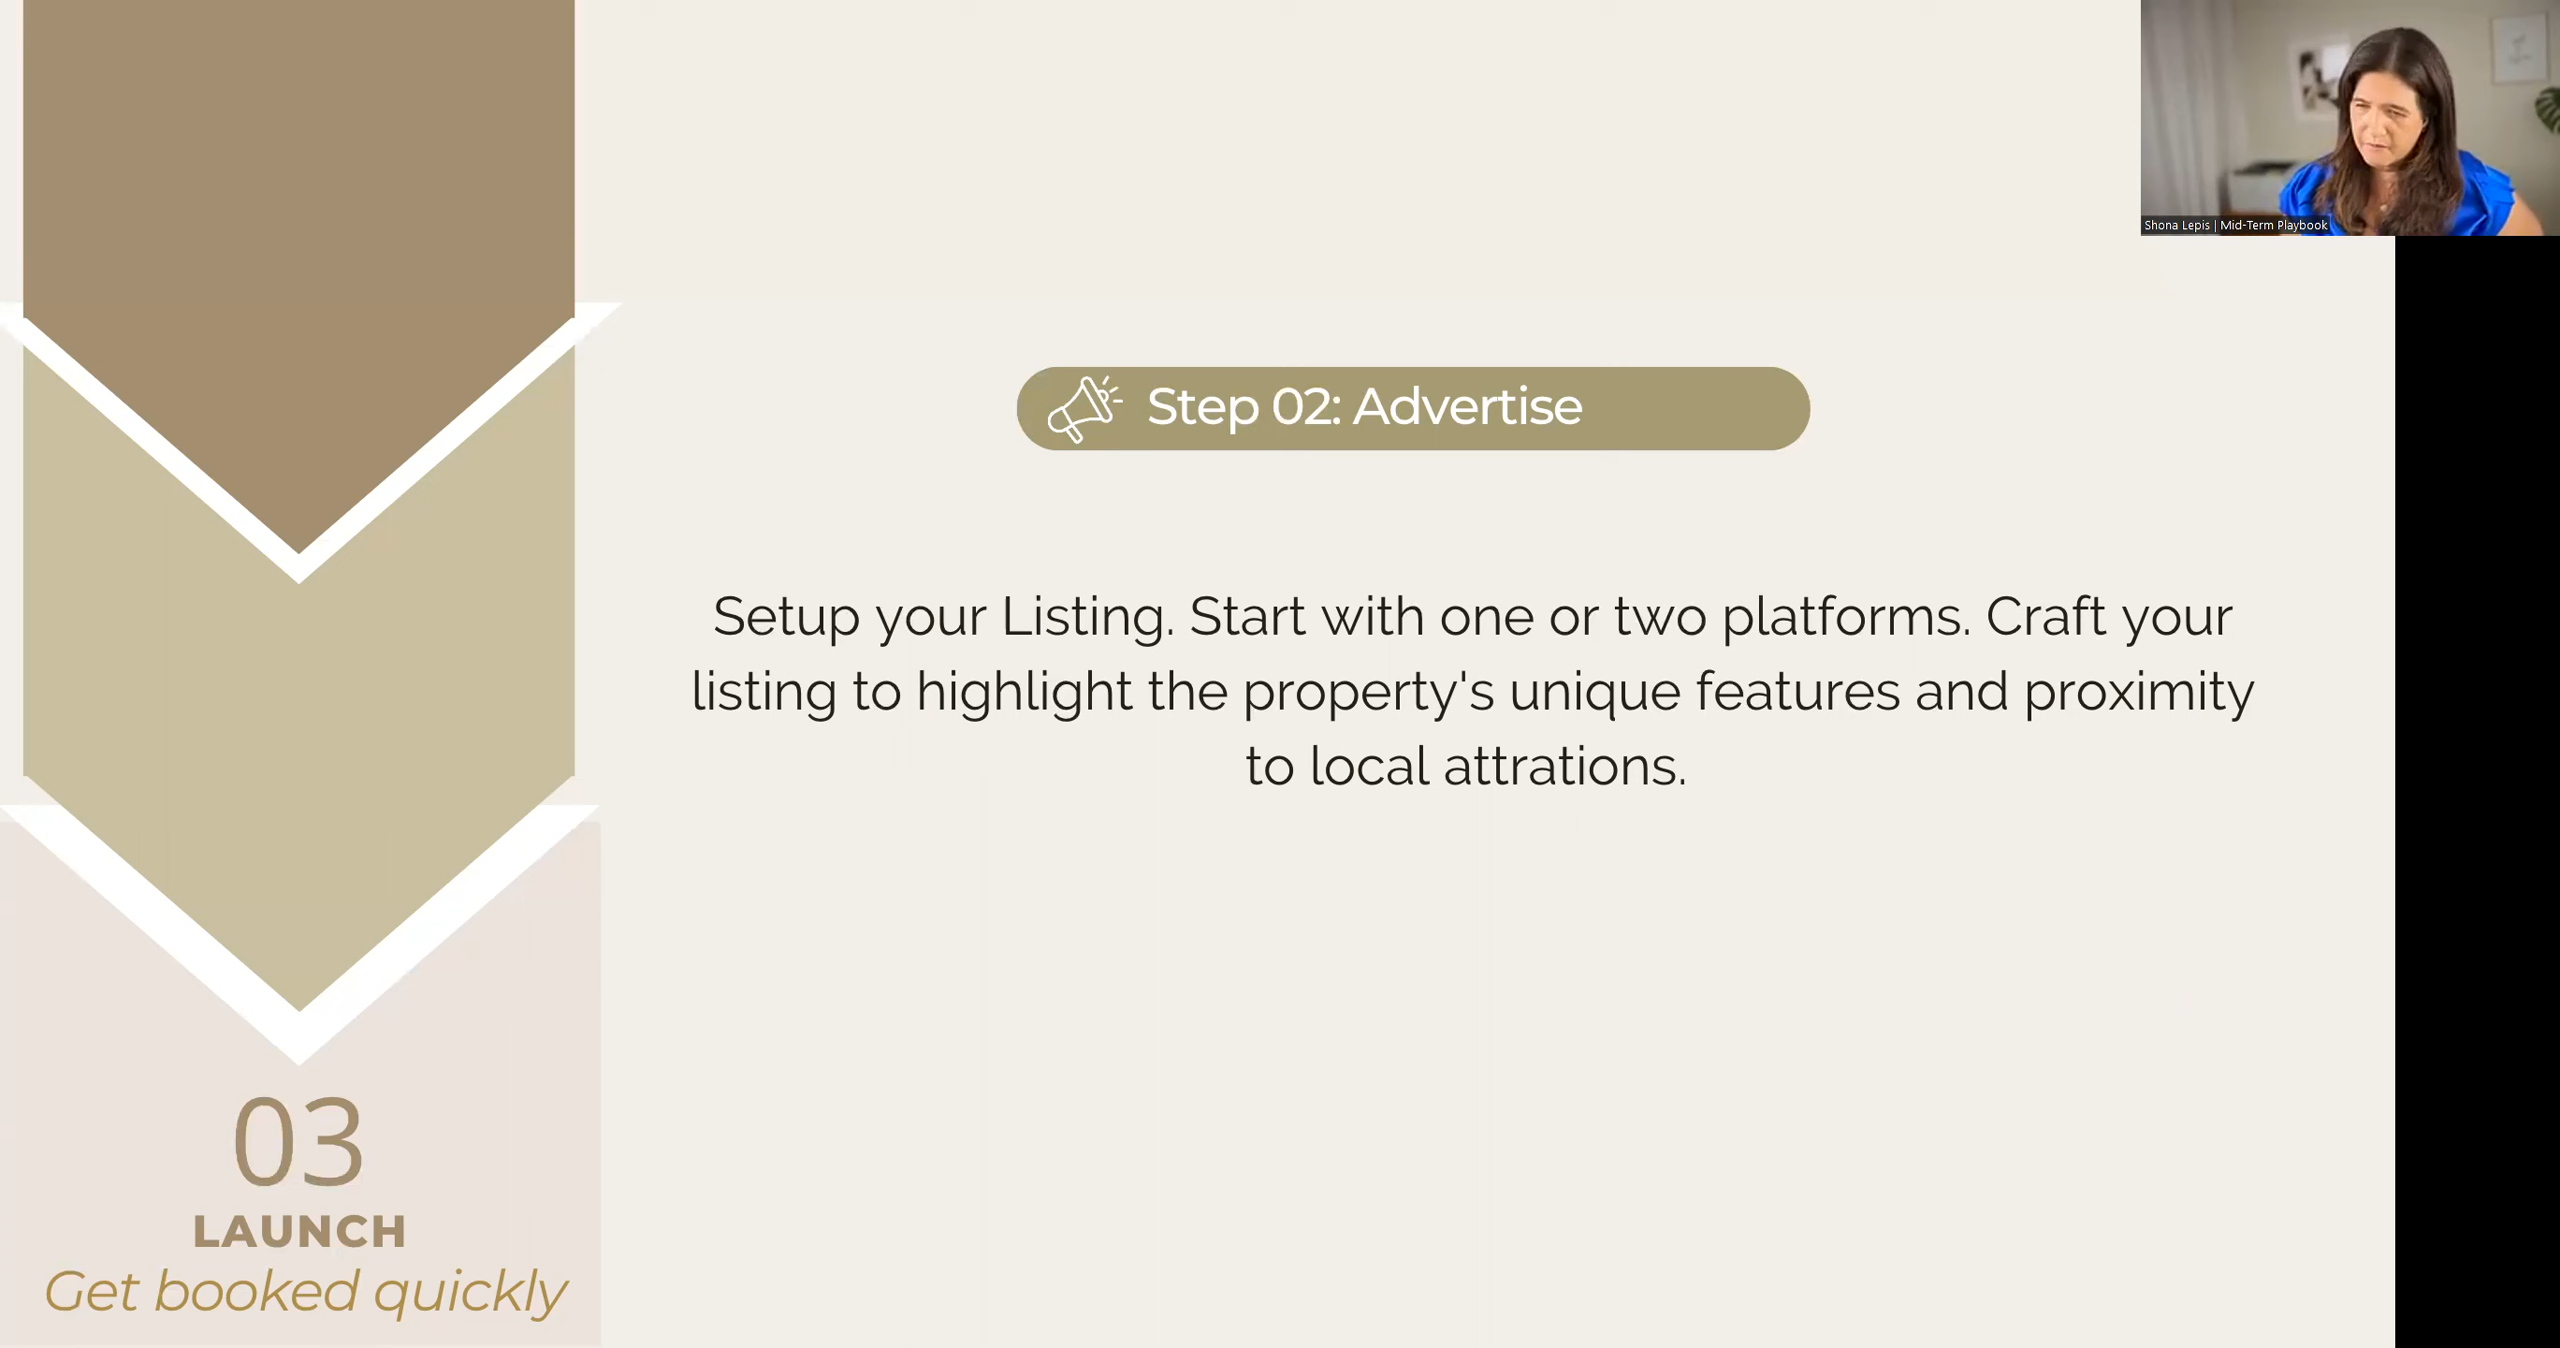 Shona Lepis | Mid-Term Playbook
Step 02: Advertise
Setup your Listing. Start with one or two platforms. Craft your
listing to highlight the property's unique features and proximity
to local attrations.
03
LAUNCH
Get booked quickly